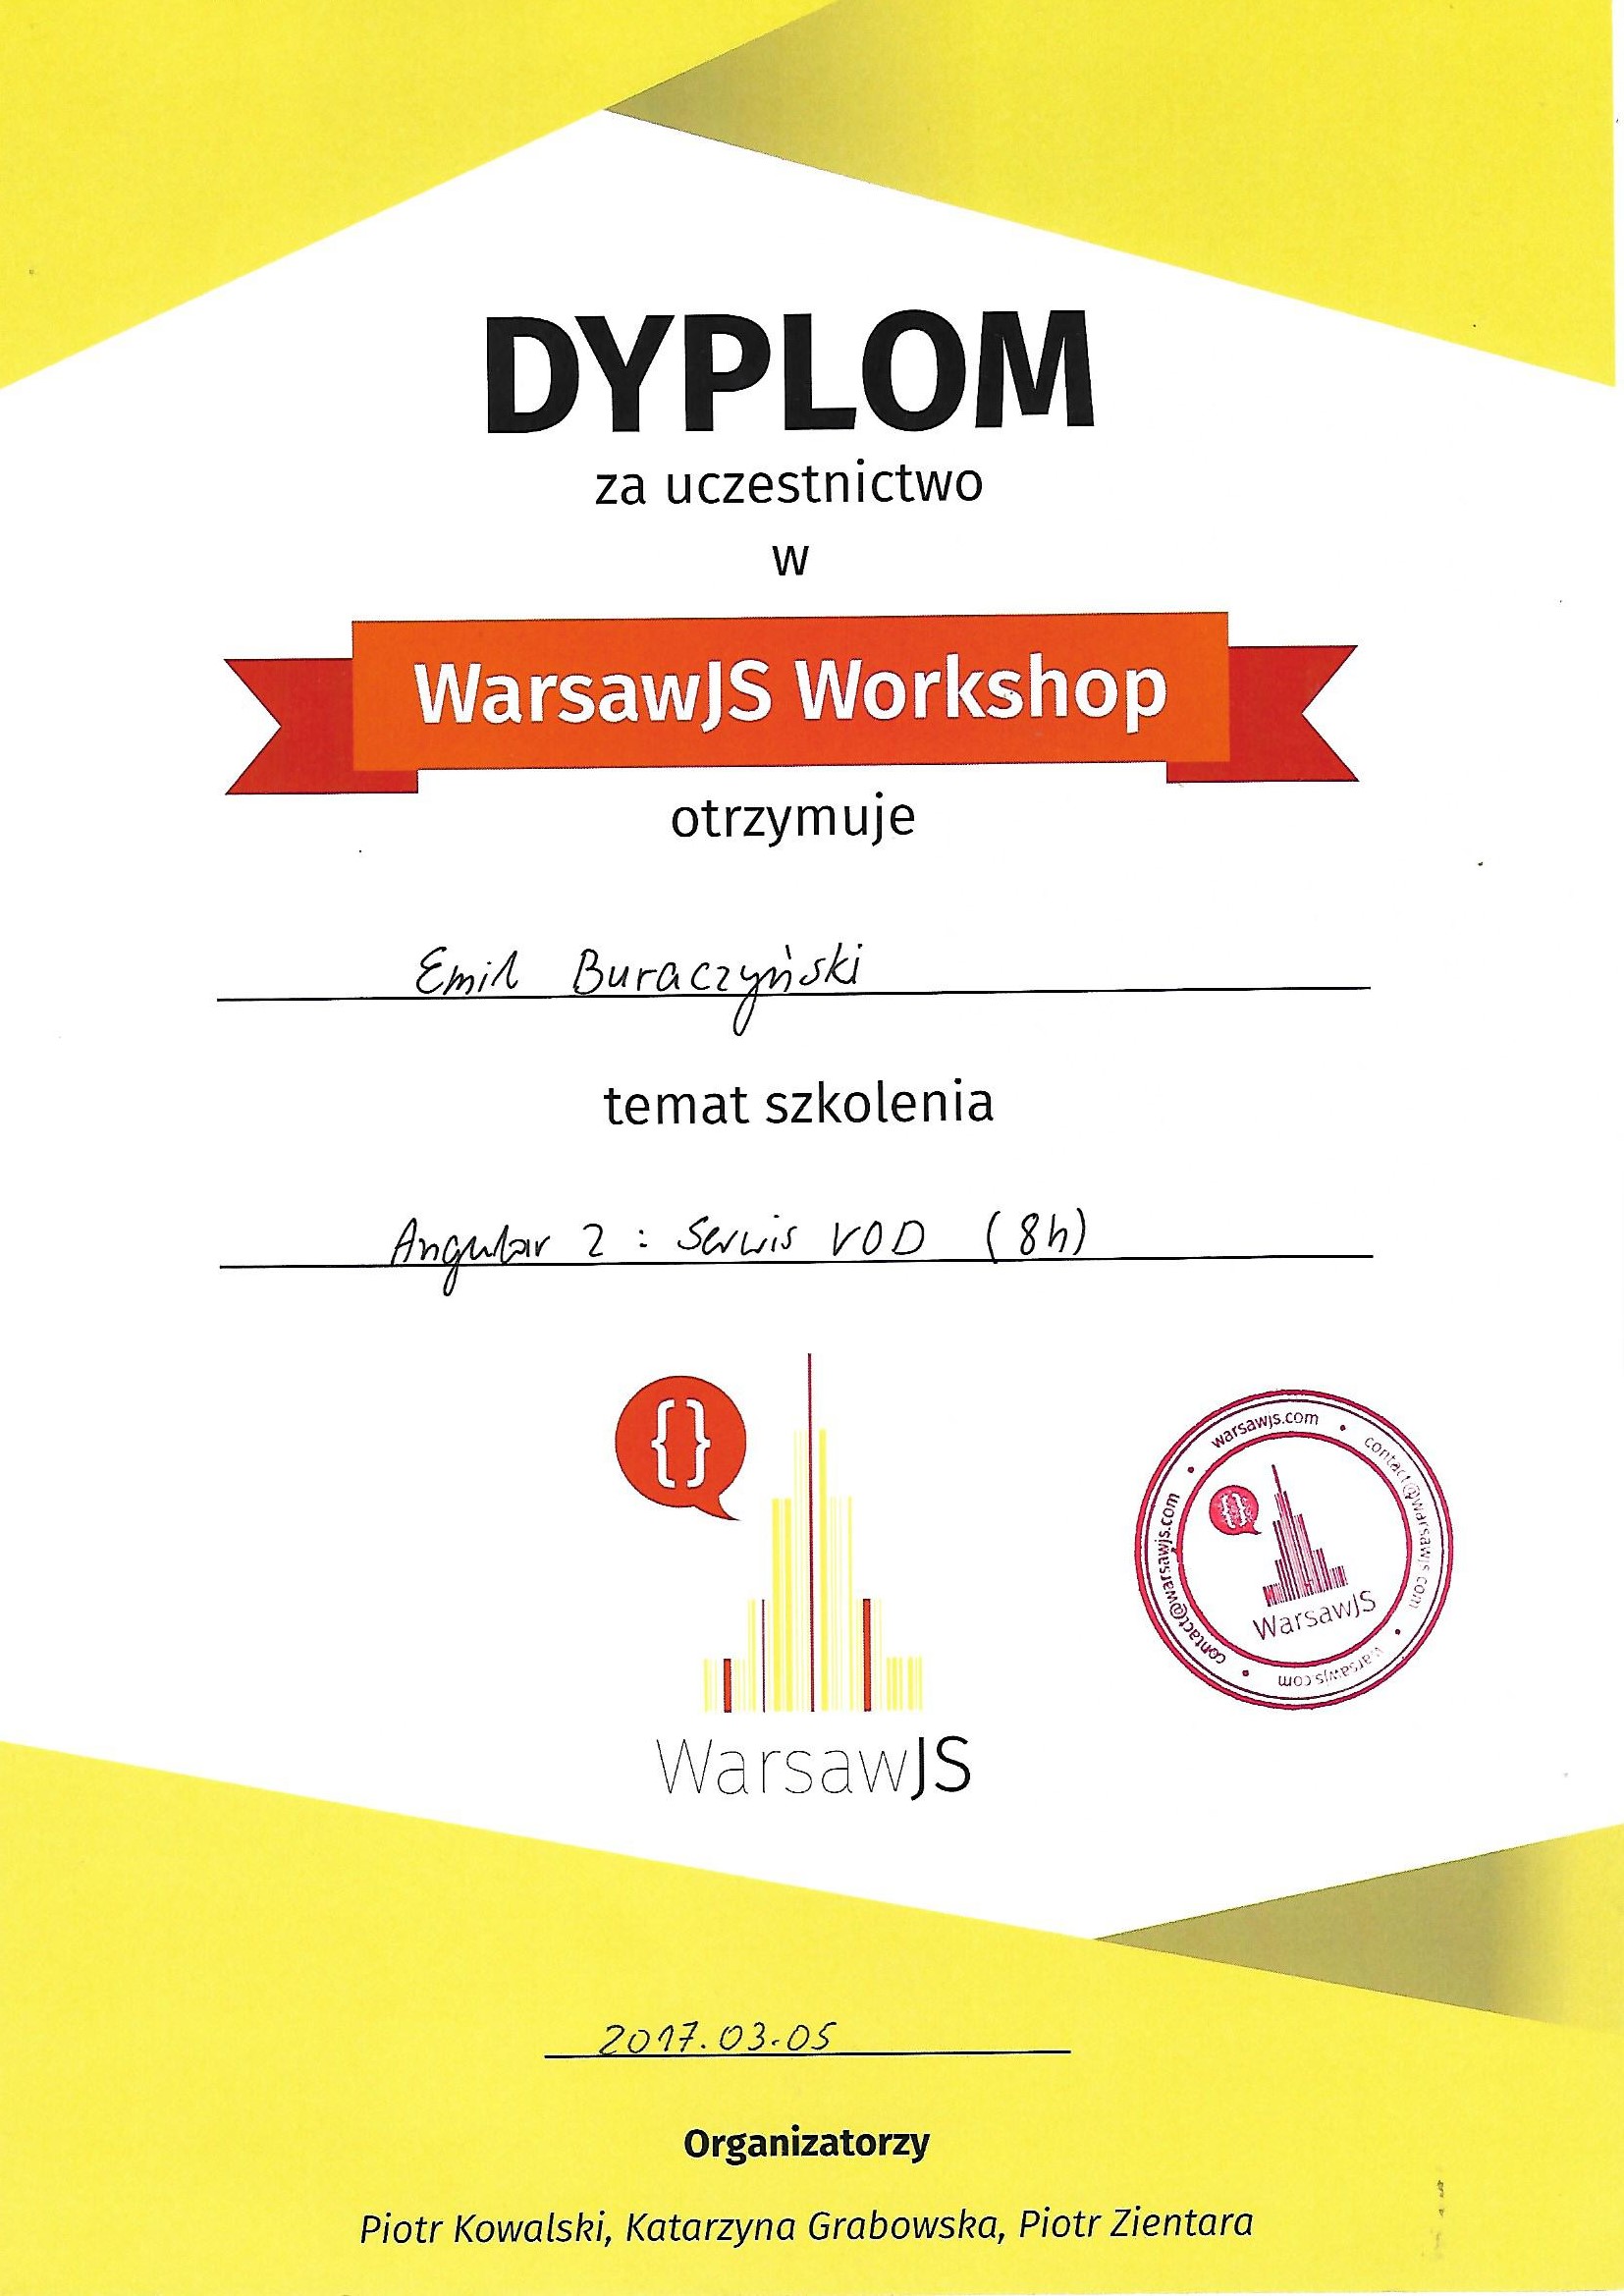 DYPLOM
za uczestnictwo
w
WarsawJS Workshop
otrzymuje
Emil Buraczyński
temat szkolenia
Angular 2 : Serwis VOD (8h)
{}
WarsawJS
warsawjs.com • contact@warsawjs.com • warsawjs.com • contact@warsawjs.com •
{}
WarsawJS
2017.03.05
Organizatorzy
Piotr Kowalski, Katarzyna Grabowska, Piotr Zientara